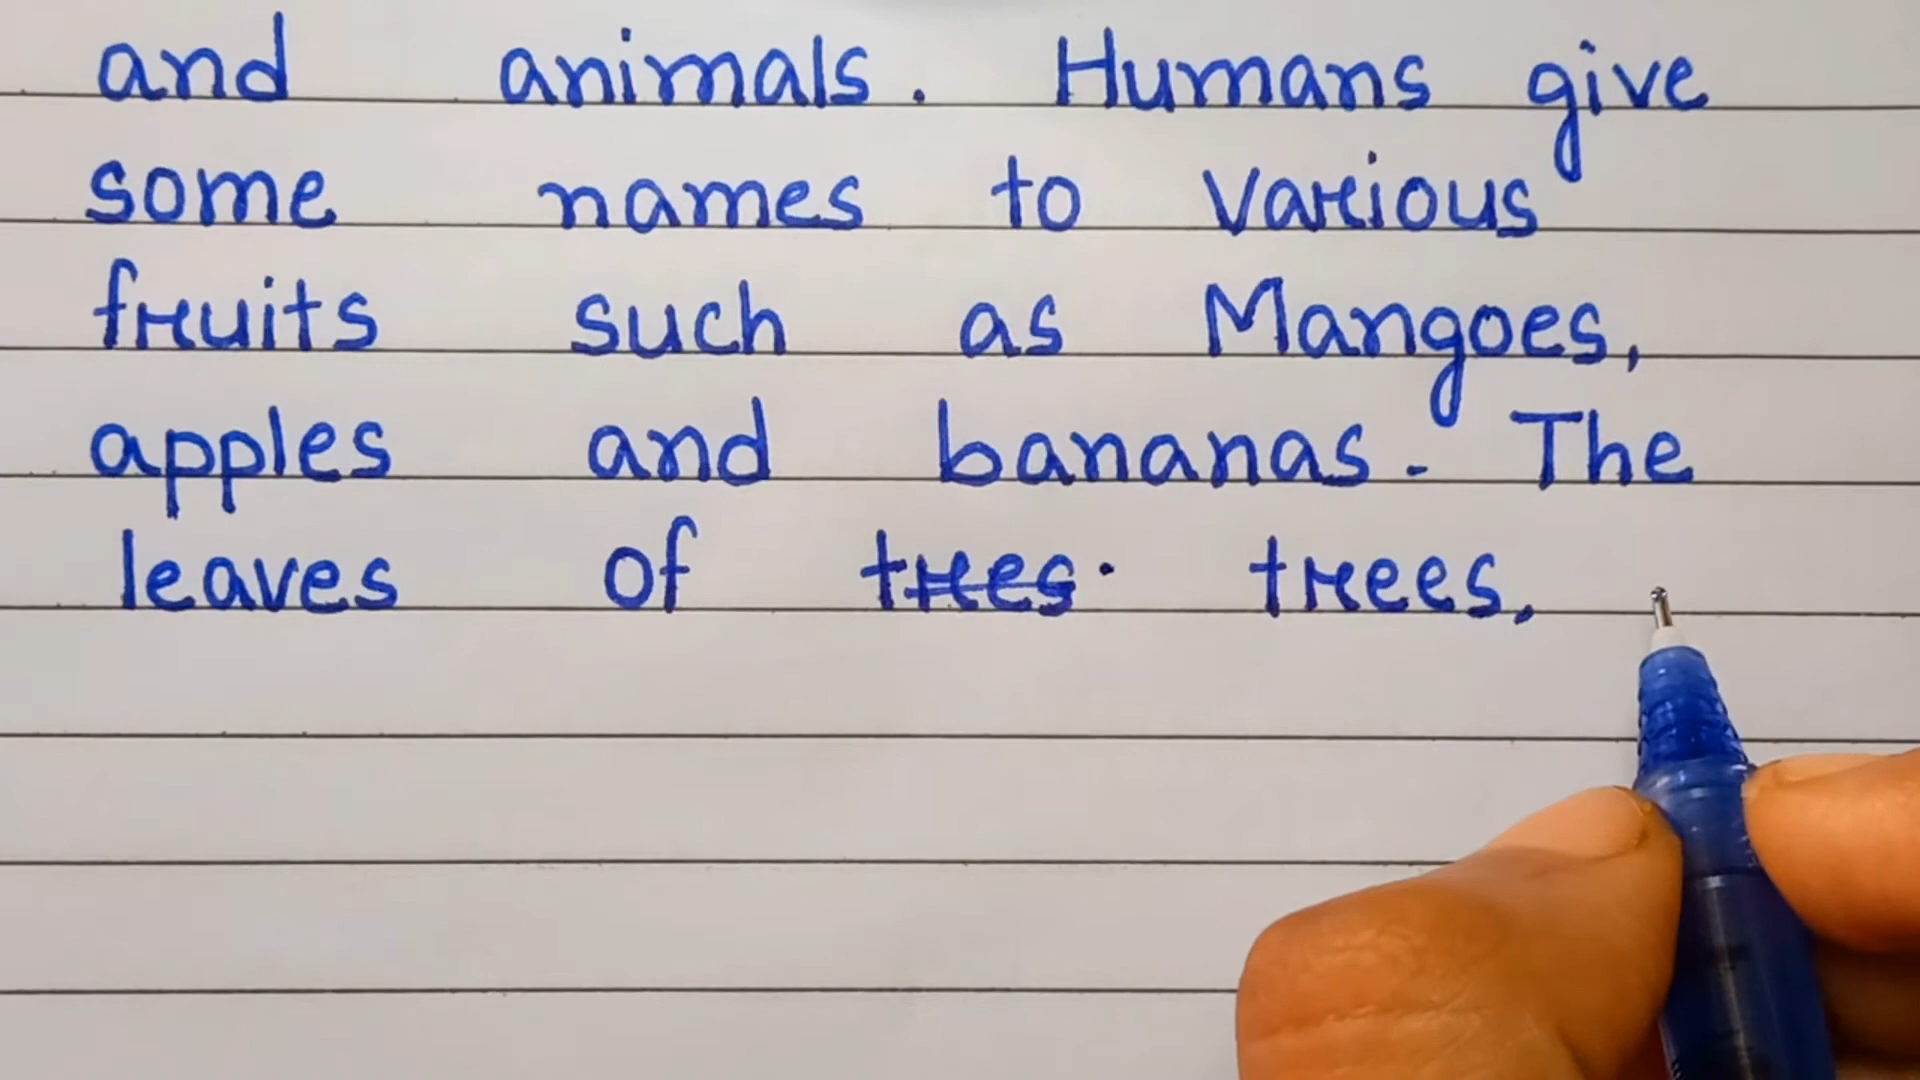 and animals. Humans give
some names to various
fruits such as Mangoes,
apples and bananas. The
leaves of trees. trees,